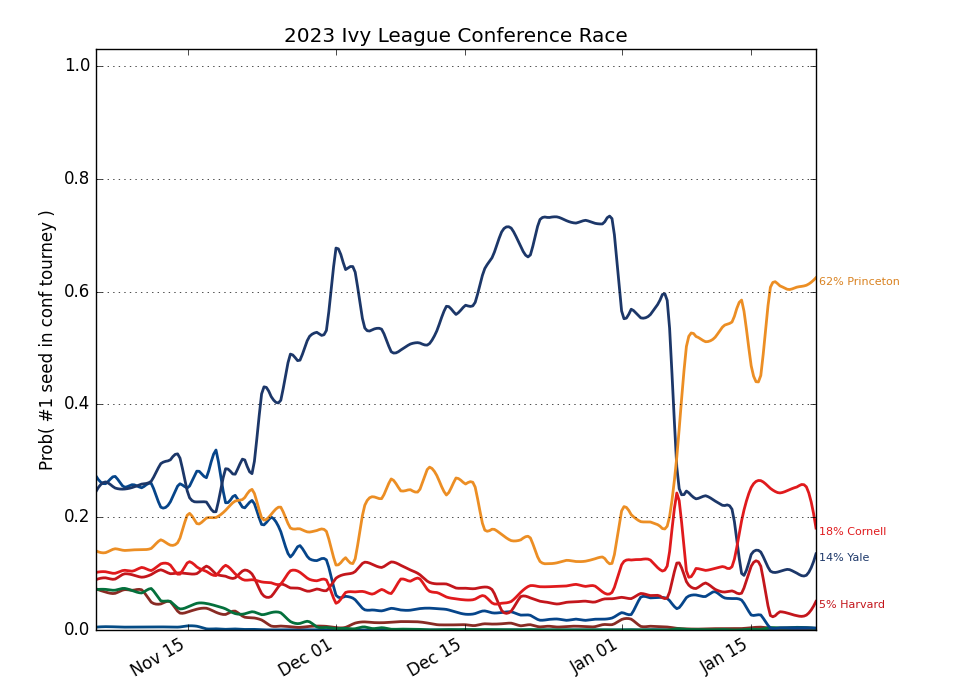 2023 Ivy League Conference Race
Prob( #1 seed in conf tourney )
1.0
0.8
0.6
0.4
0.2
0.0
Nov 15
Dec 01
Dec 15
Jan 01
Jan 15
62% Princeton
18% Cornell
14% Yale
5% Harvard